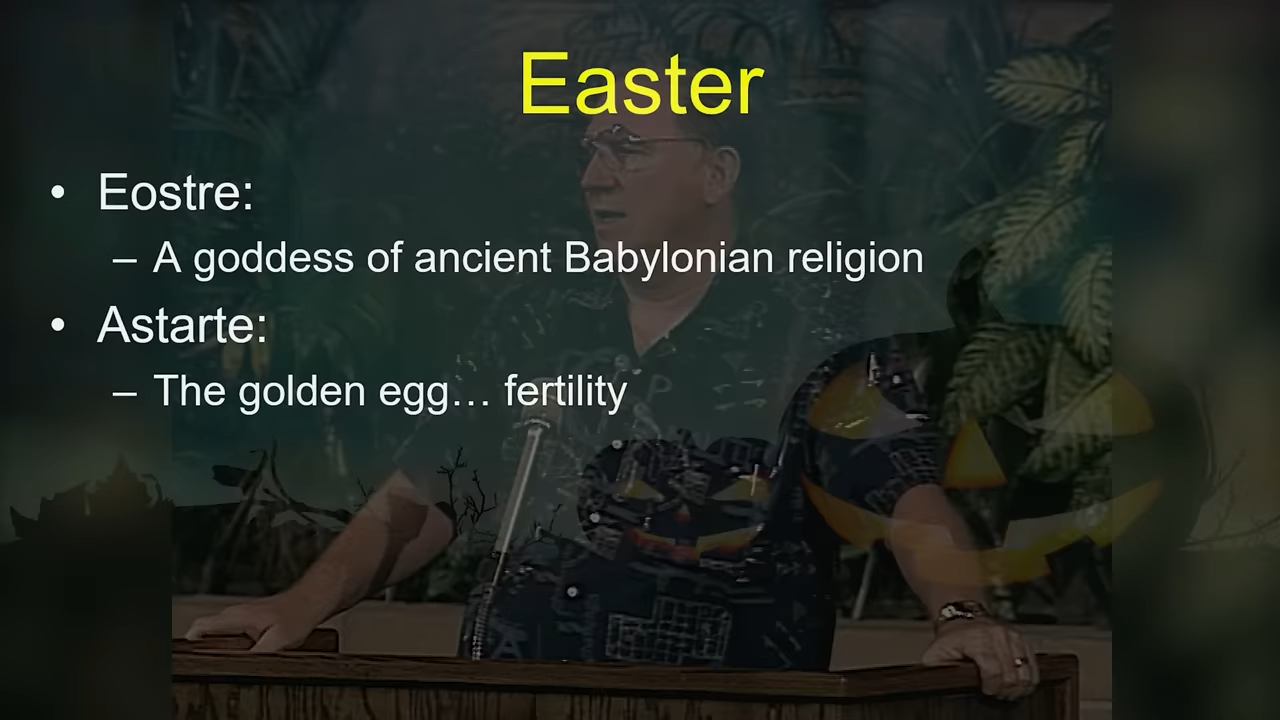 Easter
• Eostre:
– A goddess of ancient Babylonian religion
• Astarte:
– The golden egg… fertility